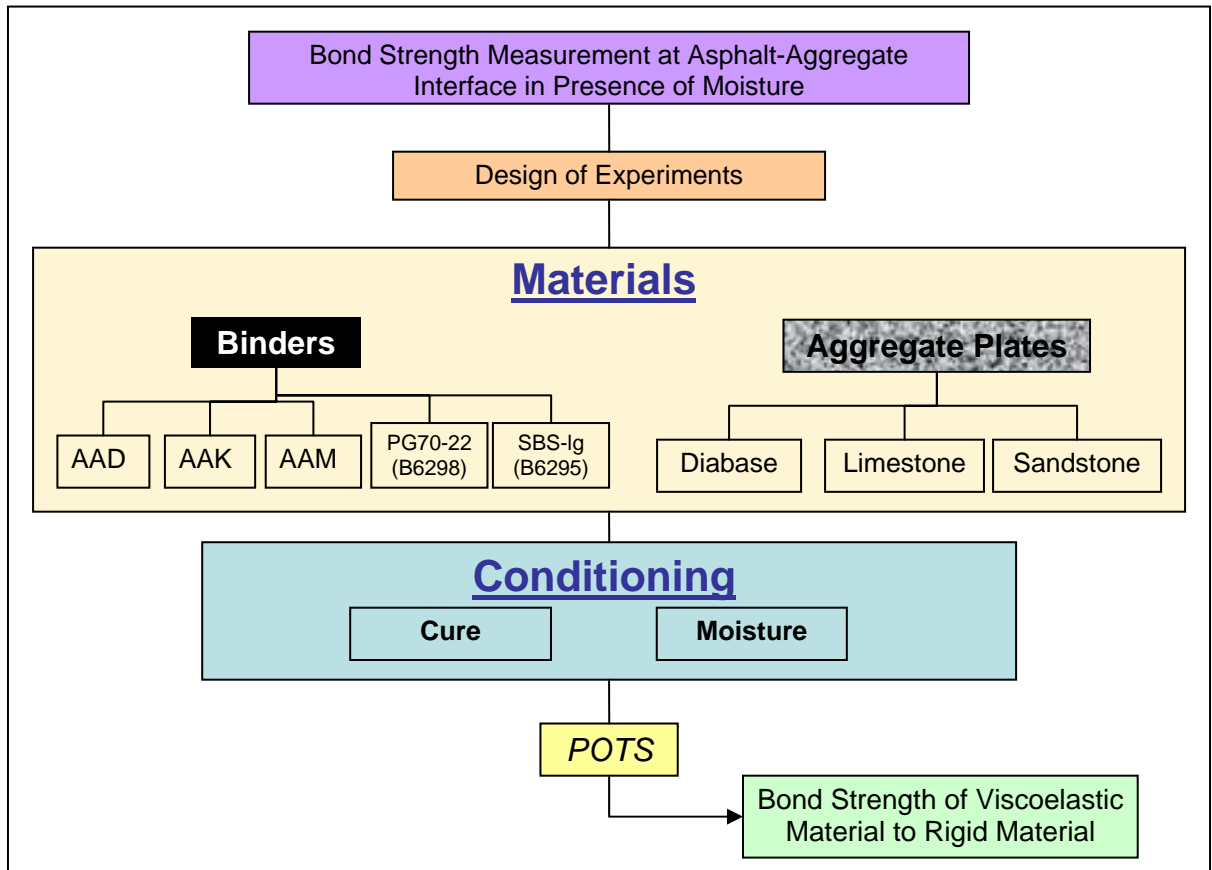 Bond Strength Measurement at Asphalt-Aggregate
Interface in Presence of Moisture
Design of Experiments
Materials
Binders
Aggregate Plates
AAD
AAK
AAM
PG70-22
(B6298)
SBS-lg
(B6295)
Diabase
Limestone
Sandstone
Conditioning
Cure
Moisture
POTS
Bond Strength of Viscoelastic
Material to Rigid Material